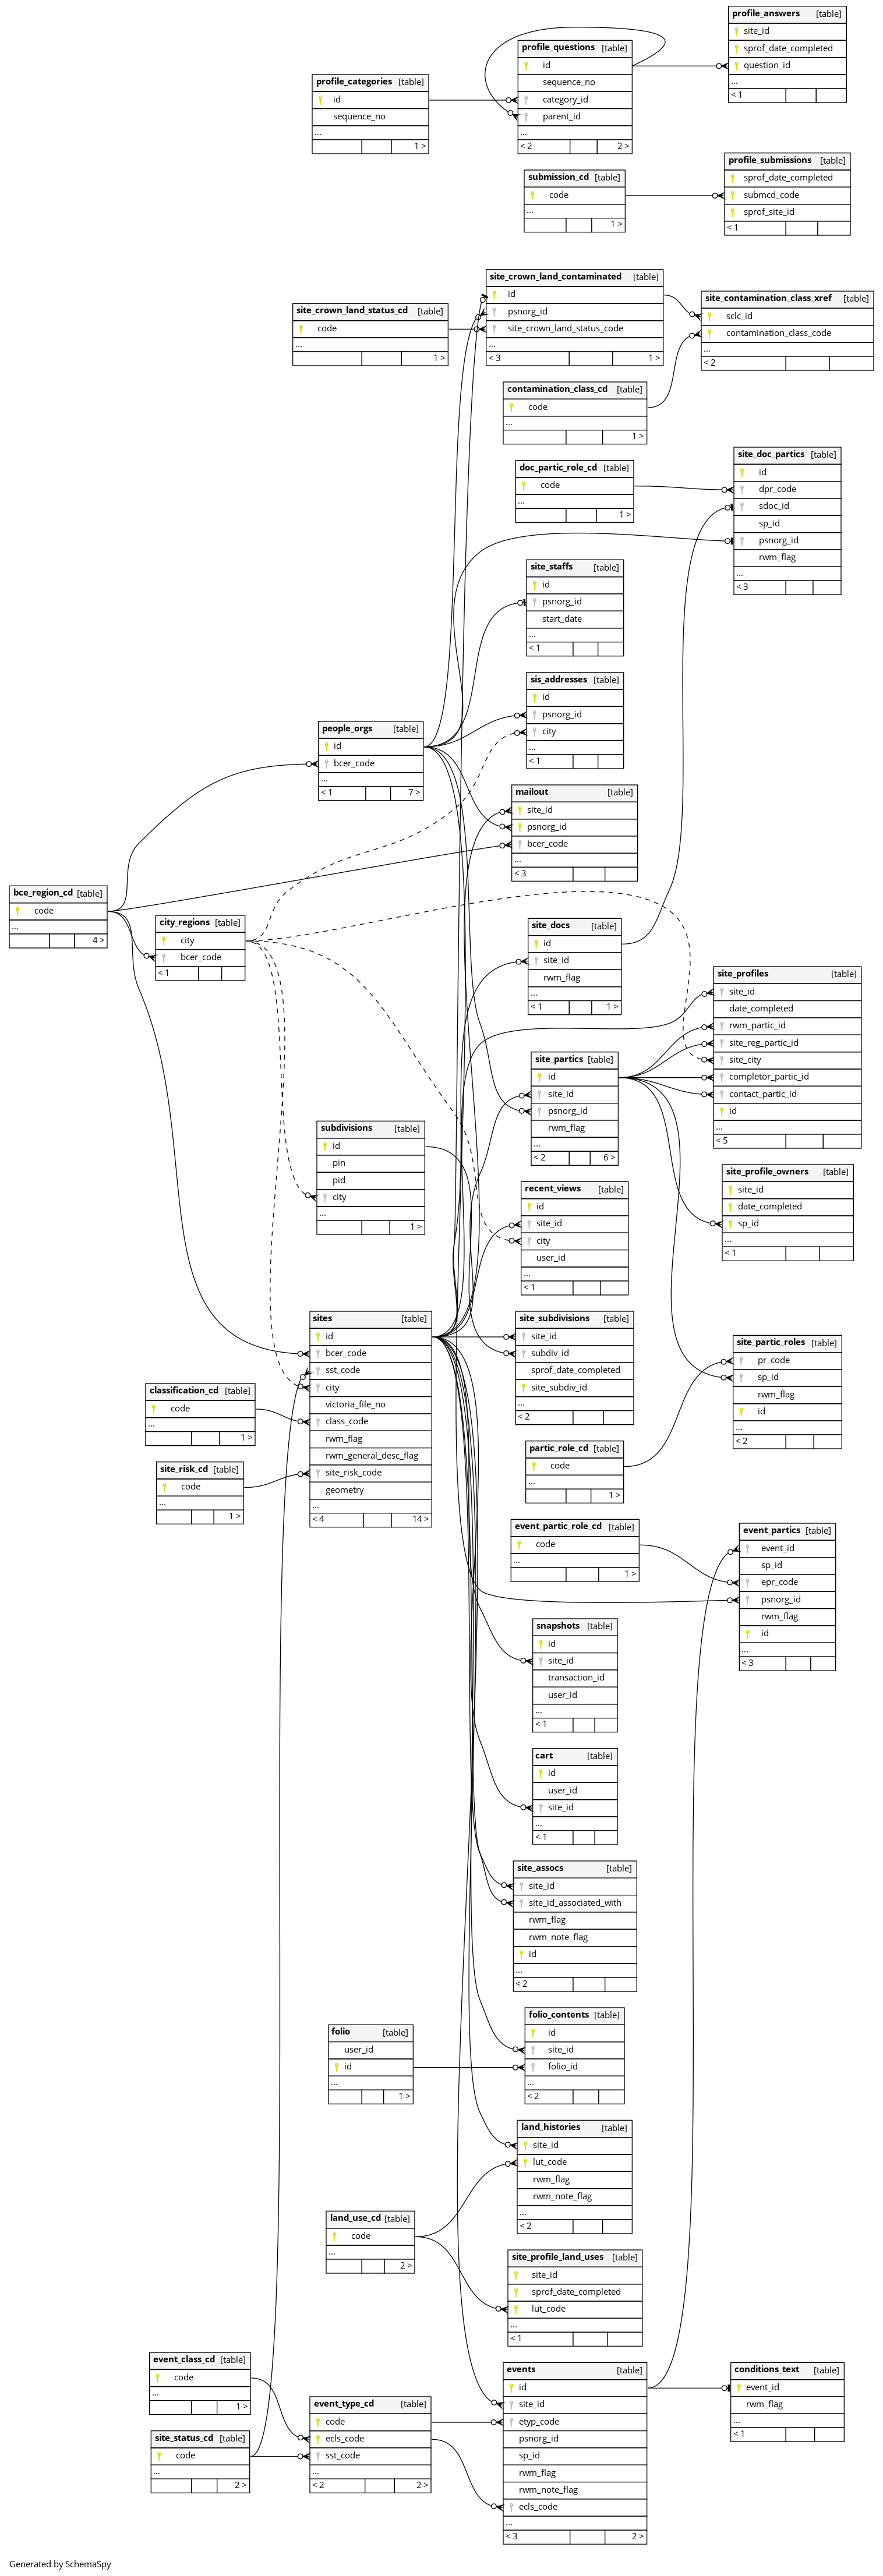 profile_answers [table]
site_id
sprof_date_completed
question_id
...
< 1
profile_questions [table]
id
sequence_no
category_id
parent_id
...
< 2 2 >
profile_categories [table]
id
sequence_no
...
1 >
profile_submissions [table]
sprof_date_completed
submcd_code
sprof_site_id
< 1
submission_cd [table]
code
...
1 >
site_crown_land_contaminated [table]
id
psnorg_id
site_crown_land_status_code
...
< 3 1 >
site_contamination_class_xref [table]
sclc_id
contamination_class_code
...
< 2
site_crown_land_status_cd [table]
code
...
1 >
contamination_class_cd [table]
code
...
1 >
site_doc_partics [table]
id
dpr_code
sdoc_id
sp_id
psnorg_id
rwm_flag
...
< 3
doc_partic_role_cd [table]
code
...
1 >
site_staffs [table]
id
psnorg_id
start_date
...
< 1
sis_addresses [table]
id
psnorg_id
city
...
< 1
people_orgs [table]
id
bcer_code
...
< 1 7 >
mailout [table]
site_id
psnorg_id
bcer_code
...
< 3
bce_region_cd [table]
code
...
4 >
city_regions [table]
city
bcer_code
< 1
site_docs [table]
id
site_id
rwm_flag
...
< 1 1 >
site_profiles [table]
site_id
date_completed
rwm_partic_id
site_reg_partic_id
site_city
completor_partic_id
contact_partic_id
id
...
< 5
site_partics [table]
id
site_id
psnorg_id
rwm_flag
...
< 2 6 >
subdivisions [table]
id
pin
pid
city
...
1 >
site_profile_owners [table]
site_id
date_completed
sp_id
...
< 1
recent_views [table]
id
site_id
city
user_id
...
< 1
sites [table]
id
bcer_code
sst_code
city
victoria_file_no
class_code
rwm_flag
rwm_general_desc_flag
site_risk_code
geometry
...
< 4 14 >
site_subdivisions [table]
site_id
subdiv_id
sprof_date_completed
site_subdiv_id
...
< 2
site_partic_roles [table]
pr_code
sp_id
rwm_flag
id
...
< 2
classification_cd [table]
code
...
1 >
partic_role_cd [table]
code
...
1 >
site_risk_cd [table]
code
...
1 >
event_partic_role_cd [table]
code
...
1 >
event_partics [table]
event_id
sp_id
epr_code
psnorg_id
rwm_flag
id
...
< 3
snapshots [table]
id
site_id
transaction_id
user_id
...
< 1
cart [table]
id
user_id
site_id
...
< 1
site_assocs [table]
site_id
site_id_associated_with
rwm_flag
rwm_note_flag
id
...
< 2
folio_contents [table]
id
site_id
folio_id
...
< 2
folio [table]
user_id
id
...
1 >
land_histories [table]
site_id
lut_code
rwm_flag
rwm_note_flag
...
< 2
land_use_cd [table]
code
...
2 >
site_profile_land_uses [table]
site_id
sprof_date_completed
lut_code
...
< 1
event_class_cd [table]
code
...
1 >
events [table]
id
site_id
etyp_code
psnorg_id
sp_id
rwm_flag
rwm_note_flag
ecls_code
...
< 3 2 >
conditions_text [table]
event_id
rwm_flag
...
< 1
event_type_cd [table]
code
ecls_code
sst_code
...
< 2 2 >
site_status_cd [table]
code
...
2 >
Generated by SchemaSpy